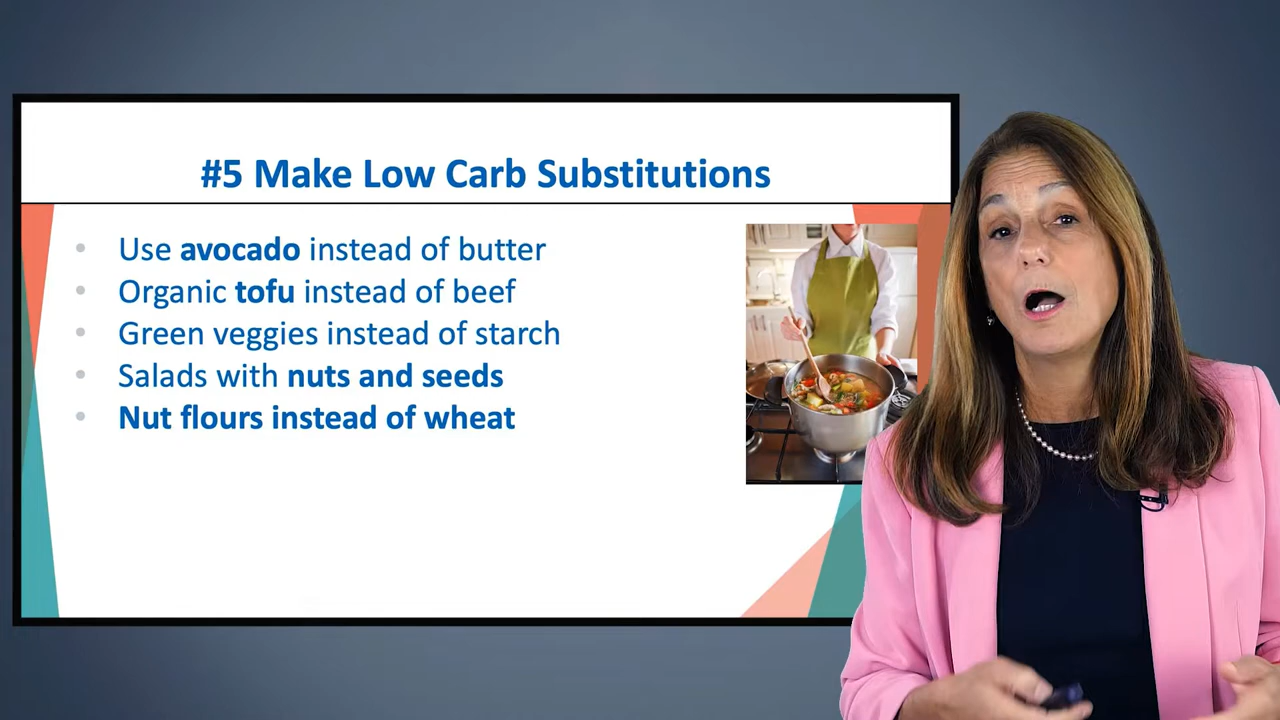 #5 Make Low Carb Substitutions
Use avocado instead of butter
Organic tofu instead of beef
Green veggies instead of starch
Salads with nuts and seeds
Nut flours instead of wheat